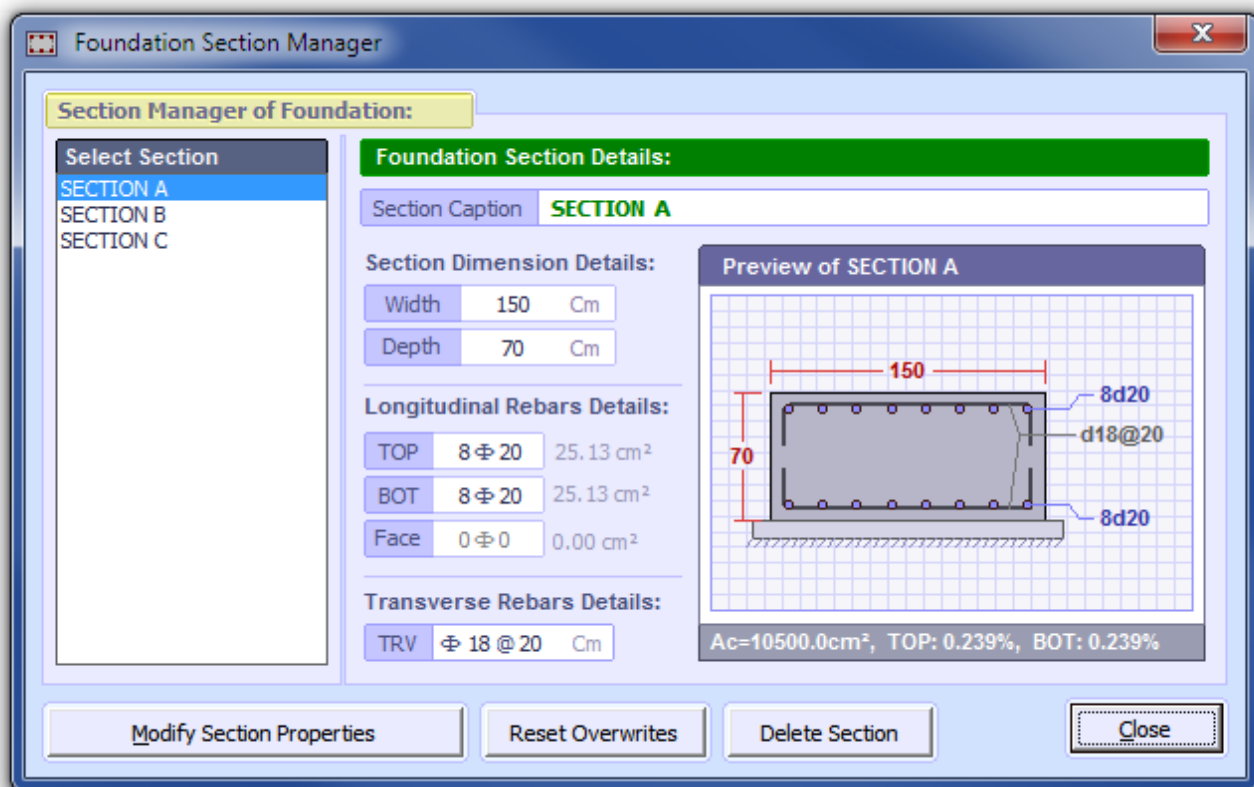 Foundation Section Manager
Section Manager of Foundation:
Select Section
SECTION A
SECTION B
SECTION C
Foundation Section Details:
Section Caption SECTION A
Section Dimension Details:
Width 150 Cm
Depth 70 Cm
Longitudinal Rebars Details:
TOP 8Φ20 25.13 cm²
BOT 8Φ20 25.13 cm²
Face 0Φ0 0.00 cm²
Transverse Rebars Details:
TRV Φ 18 @ 20 Cm
Preview of SECTION A
150
8d20
d18@20
70
8d20
Ac=10500.0cm², TOP: 0.239%, BOT: 0.239%
Modify Section Properties
Reset Overwrites
Delete Section
Close